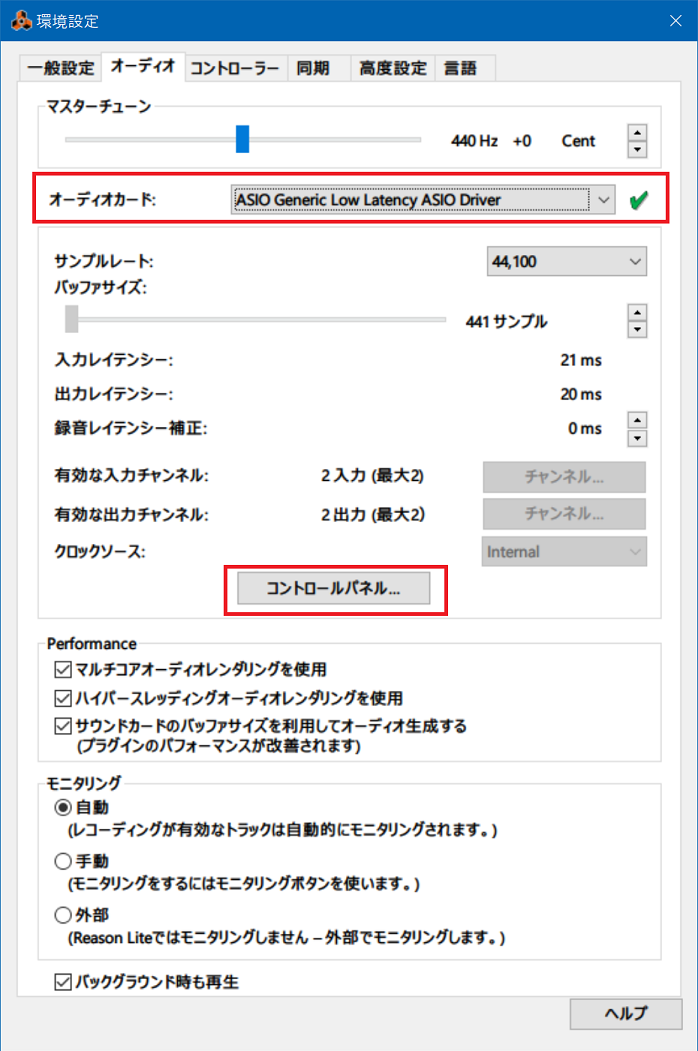 環境設定
一般設定 オーディオ コントローラー 同期 高度設定 言語
マスターチューン
440 Hz +0 Cent
オーディオカード: ASIO Generic Low Latency ASIO Driver
サンプルレート: 44,100
バッファサイズ:
441 サンプル
入力レイテンシー: 21 ms
出力レイテンシー: 20 ms
録音レイテンシー補正: 0 ms
有効な入力チャンネル: 2 入力 (最大2) チャンネル...
有効な出力チャンネル: 2 出力 (最大2) チャンネル...
クロックソース: Internal
コントロールパネル...
Performance
マルチコアオーディオレンダリングを使用
ハイパースレッディングオーディオレンダリングを使用
サウンドカードのバッファサイズを利用してオーディオ生成する
(プラグインのパフォーマンスが改善されます)
モニタリング
自動
(レコーディングが有効なトラックは自動的にモニタリングされます。)
手動
(モニタリングをするにはモニタリングボタンを使います。)
外部
(Reason Liteではモニタリングしません – 外部でモニタリングします。)
バックグラウンド時も再生
ヘルプ